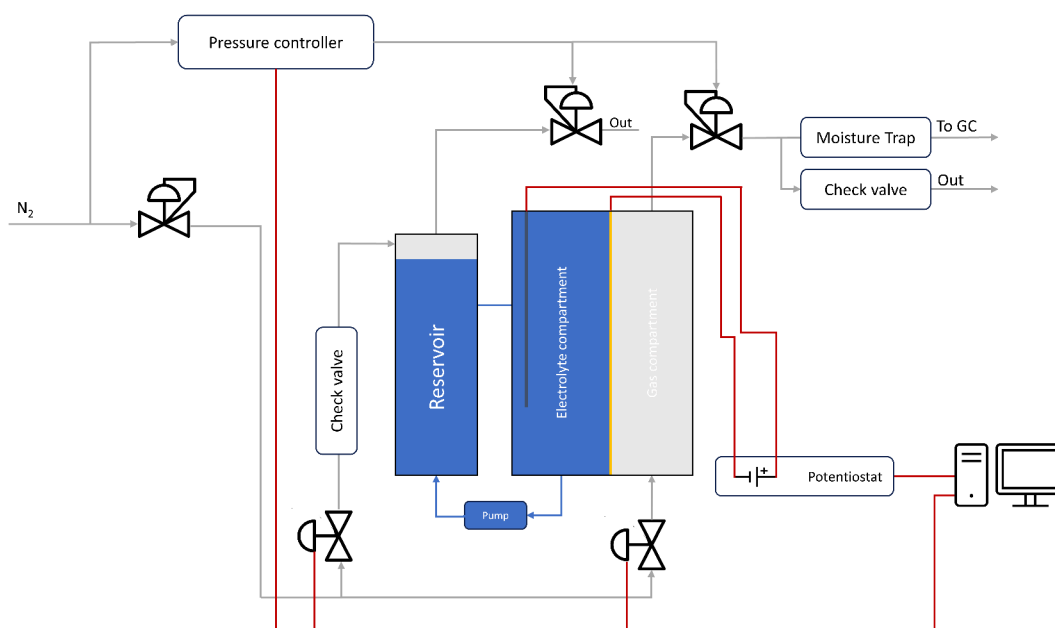 Pressure controller
Out
To GC
Moisture Trap
Check valve
Out
N2
Reservoir
Electrolyte compartment
Gas compartment
Check valve
Pump
Potentiostat
+